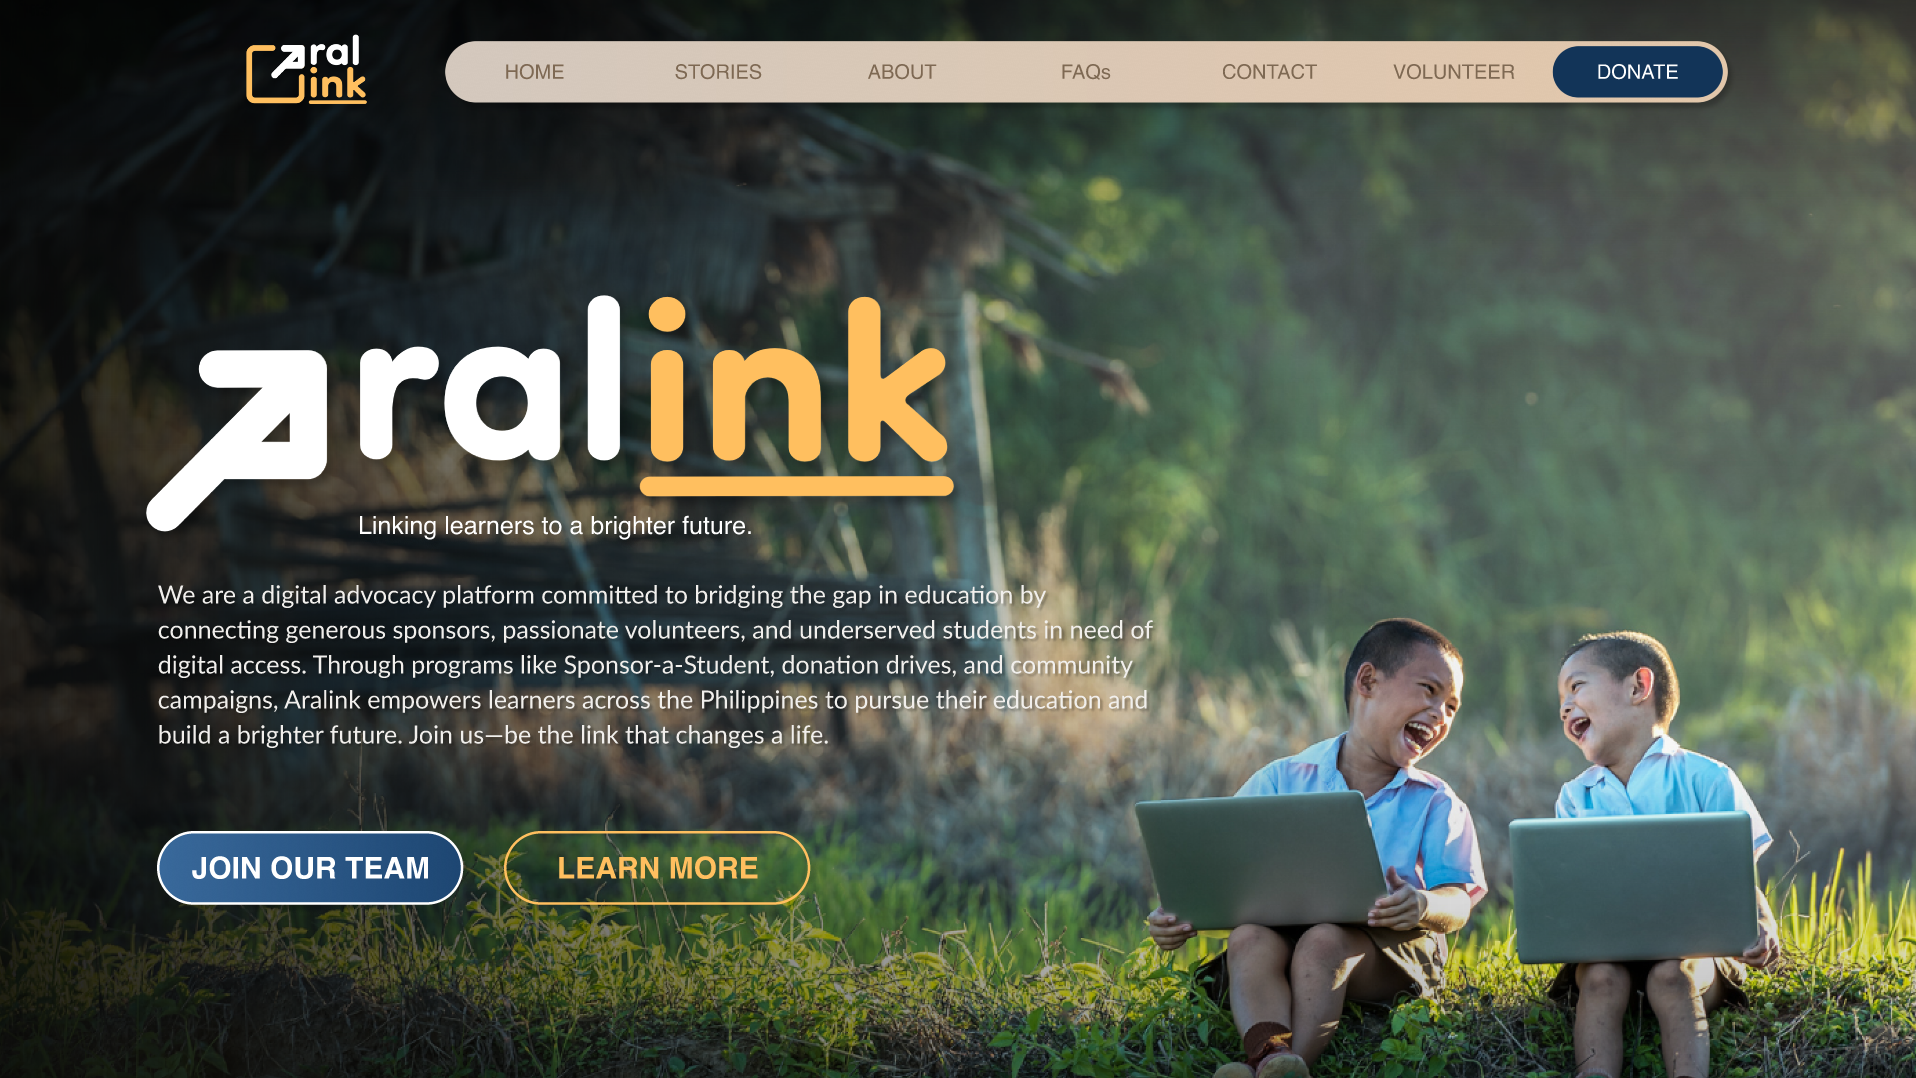 aral
ink
HOME
STORIES
ABOUT
FAQs
CONTACT
VOLUNTEER
DONATE
aralink
Linking learners to a brighter future.
We are a digital advocacy platform committed to bridging the gap in education by
connecting generous sponsors, passionate volunteers, and underserved students in need of
digital access. Through programs like Sponsor-a-Student, donation drives, and community
campaigns, Aralink empowers learners across the Philippines to pursue their education and
build a brighter future. Join us—be the link that changes a life.
JOIN OUR TEAM
LEARN MORE